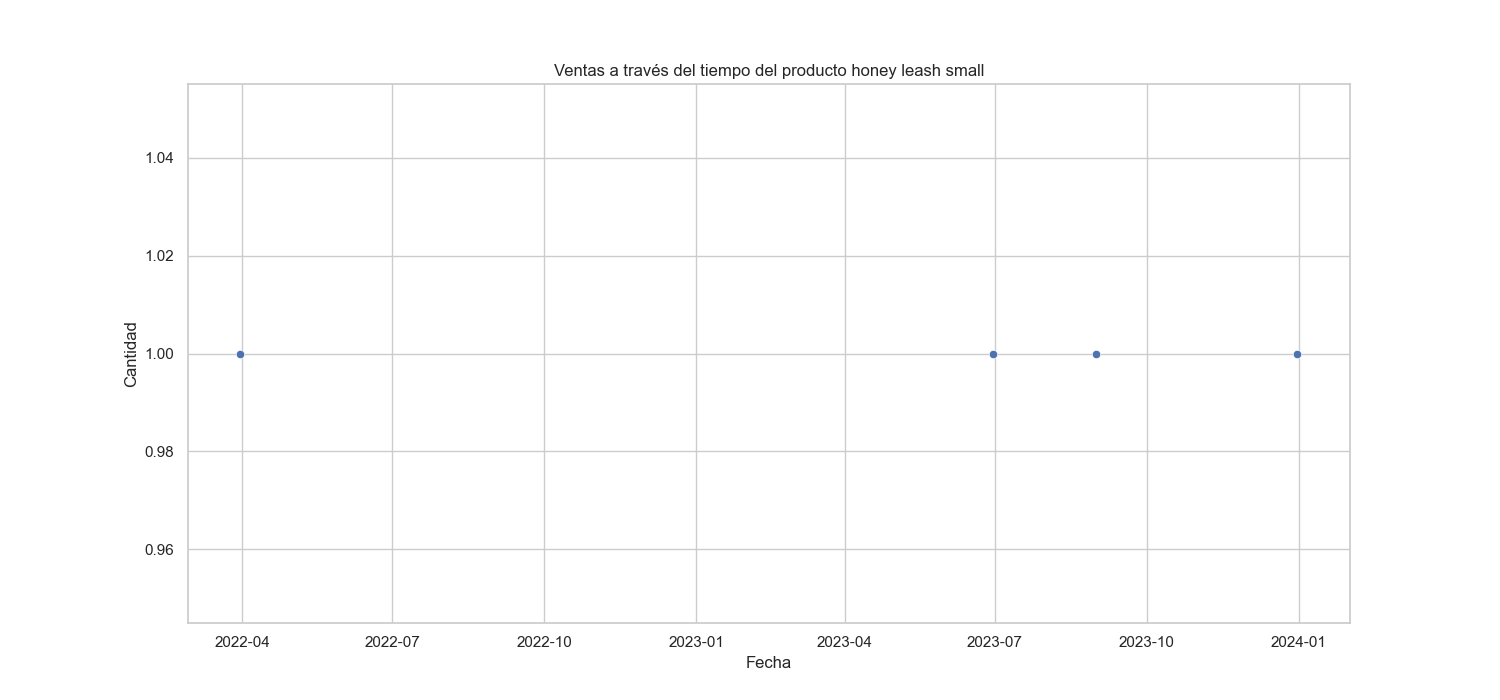 Ventas a través del tiempo del producto honey leash small
1.04
1.02
1.00
0.98
0.96
Cantidad
2022-04 2022-07 2022-10 2023-01 2023-04 2023-07 2023-10 2024-01
Fecha